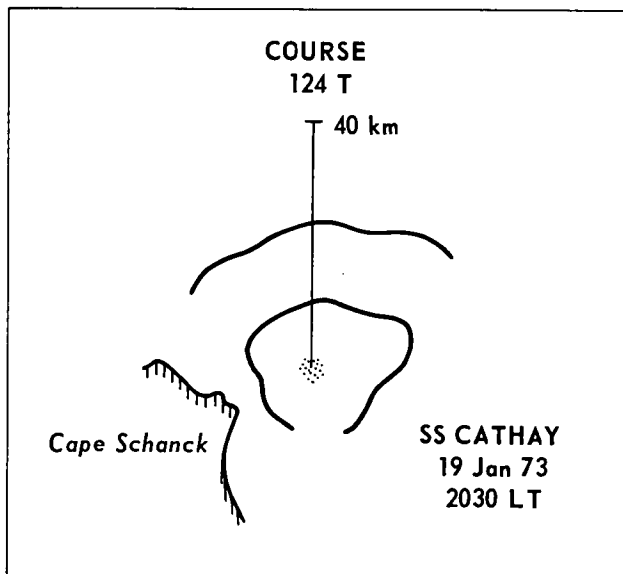 COURSE
124 T
40 km
Cape Schanck
SS CATHAY
19 Jan 73
2030 LT